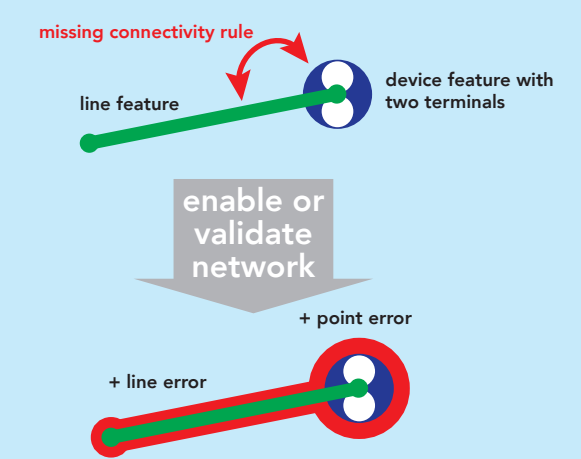 missing connectivity rule
line feature
device feature with
two terminals
enable or
validate
network
+ point error
+ line error